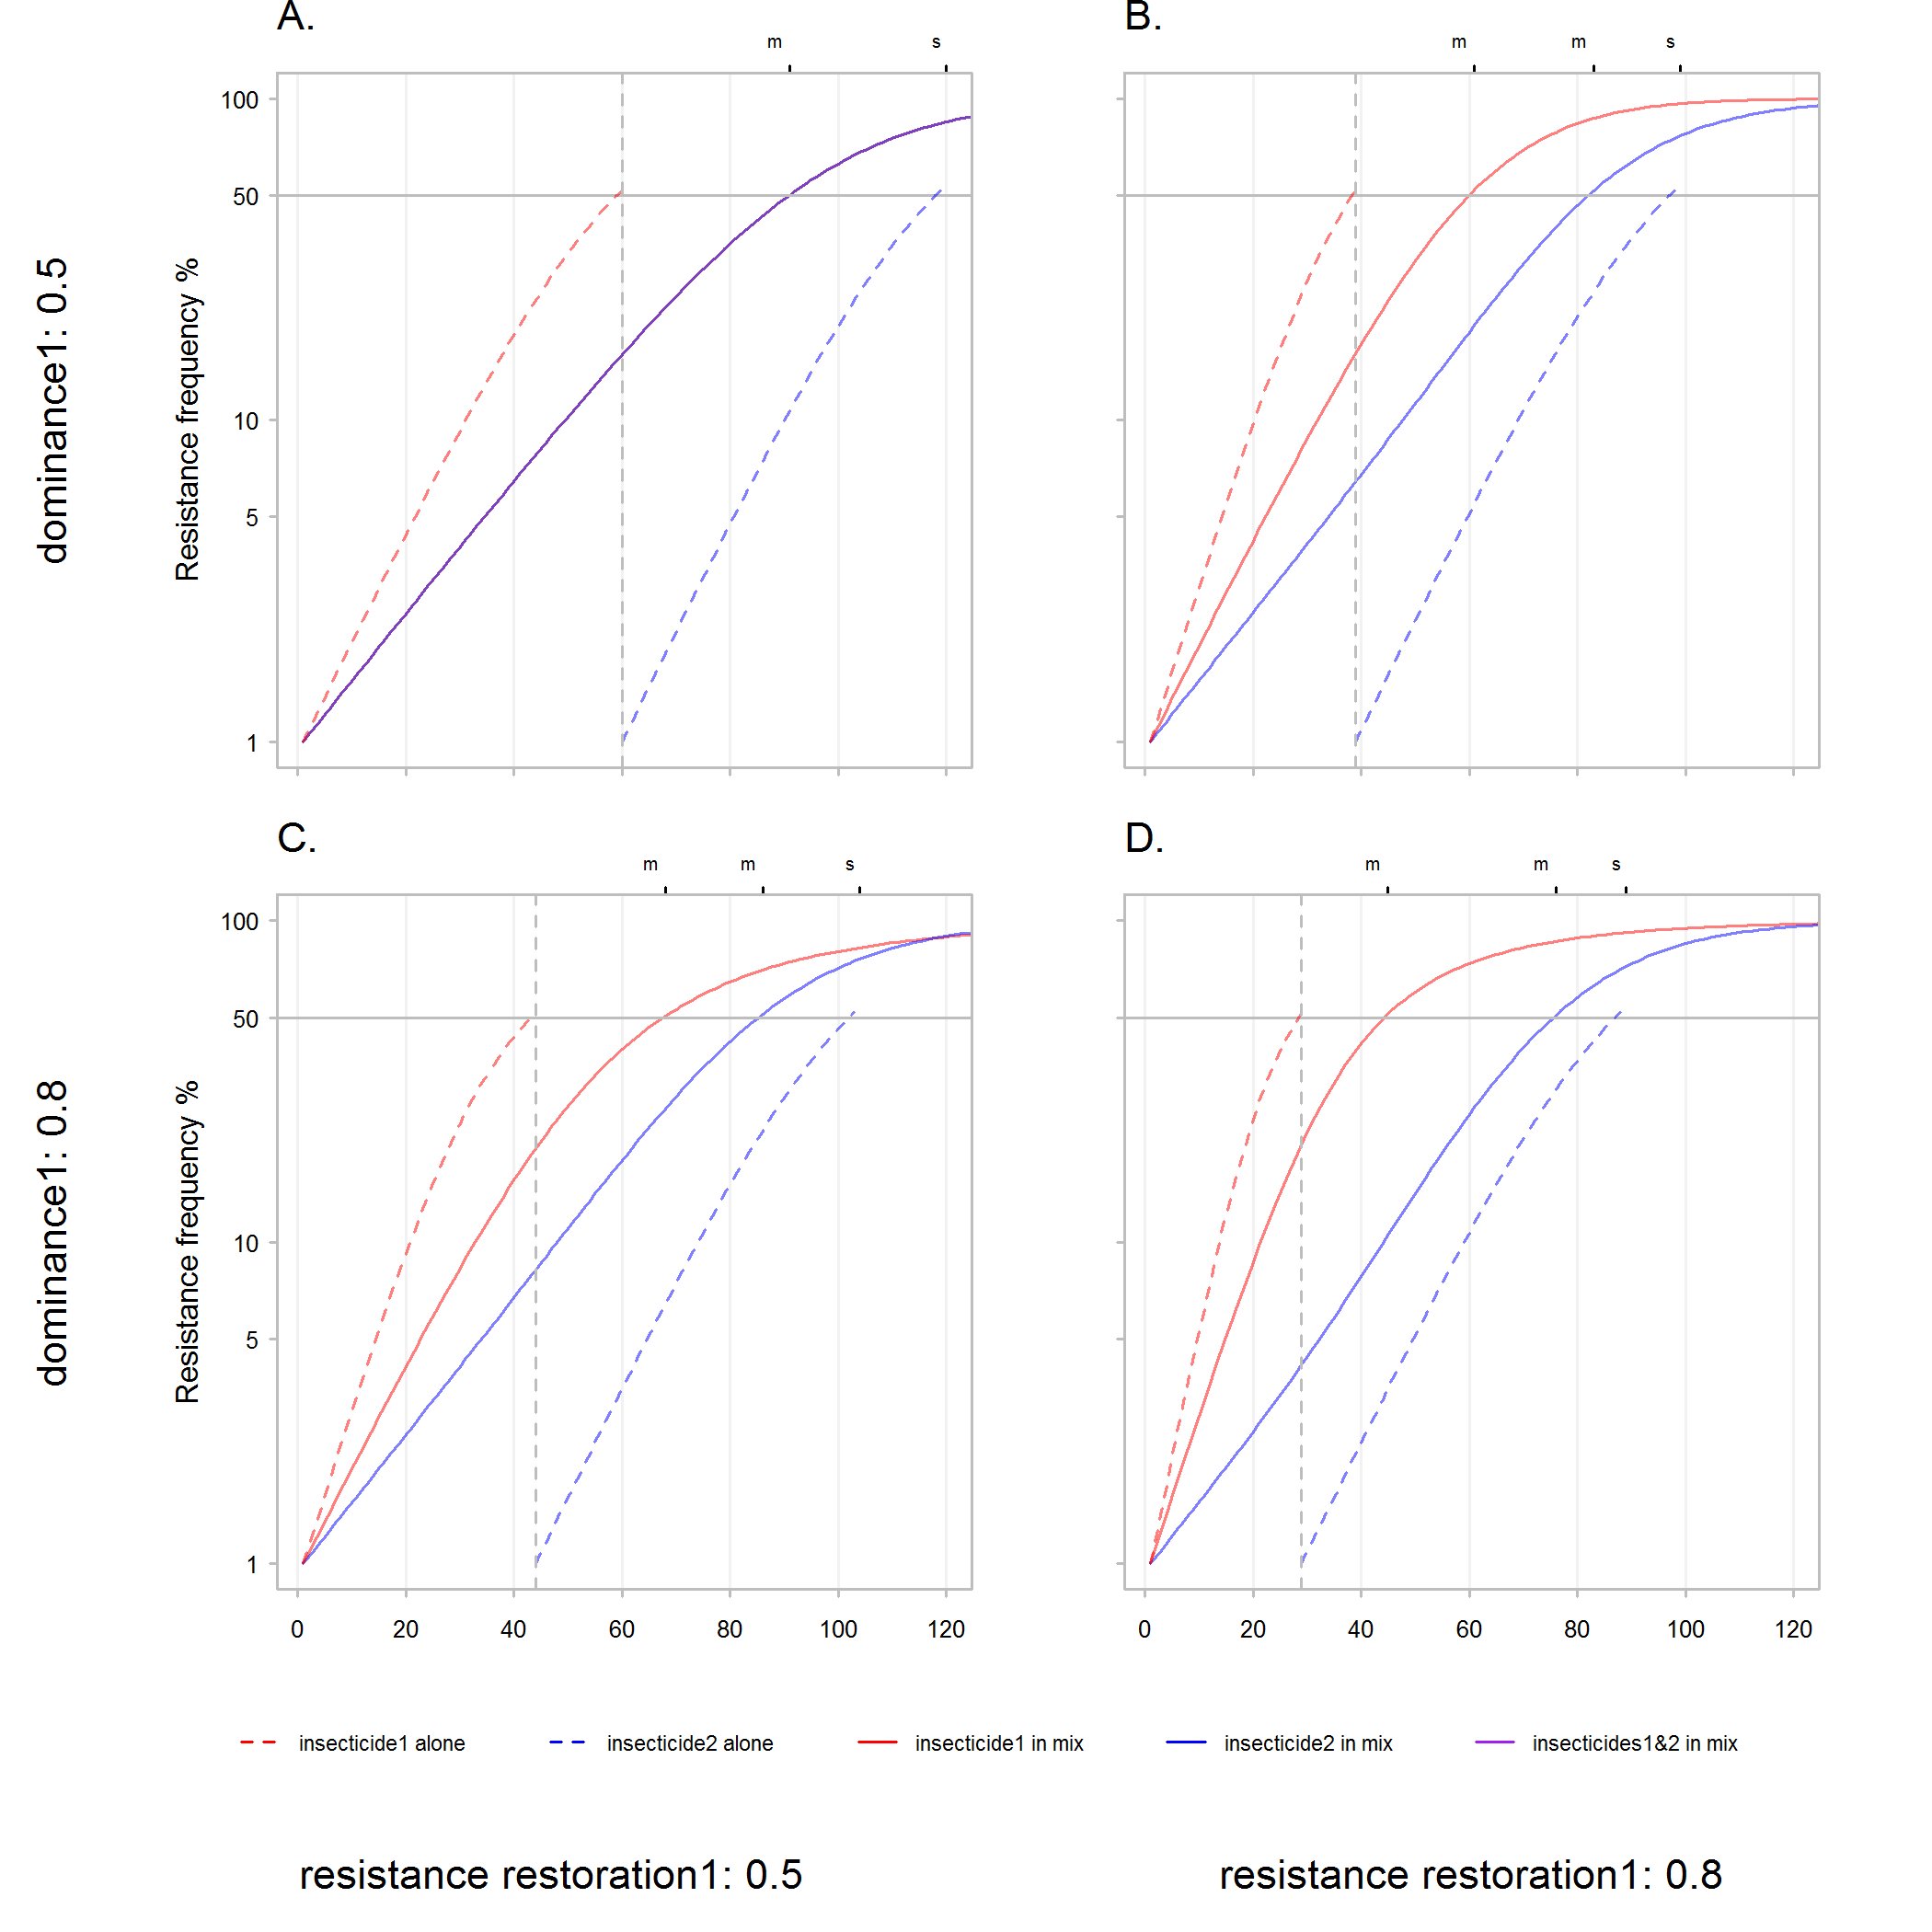 A.
m s
100
50
10
5
1
Resistance frequency %
dominance1: 0.5
B.
m m s
C.
m m s
100
50
10
5
1
Resistance frequency %
dominance1: 0.8
0 20 40 60 80 100 120
D.
m m s
0 20 40 60 80 100 120
insecticide1 alone
insecticide2 alone
insecticide1 in mix
insecticide2 in mix
insecticides1&2 in mix
resistance restoration1: 0.5
resistance restoration1: 0.8